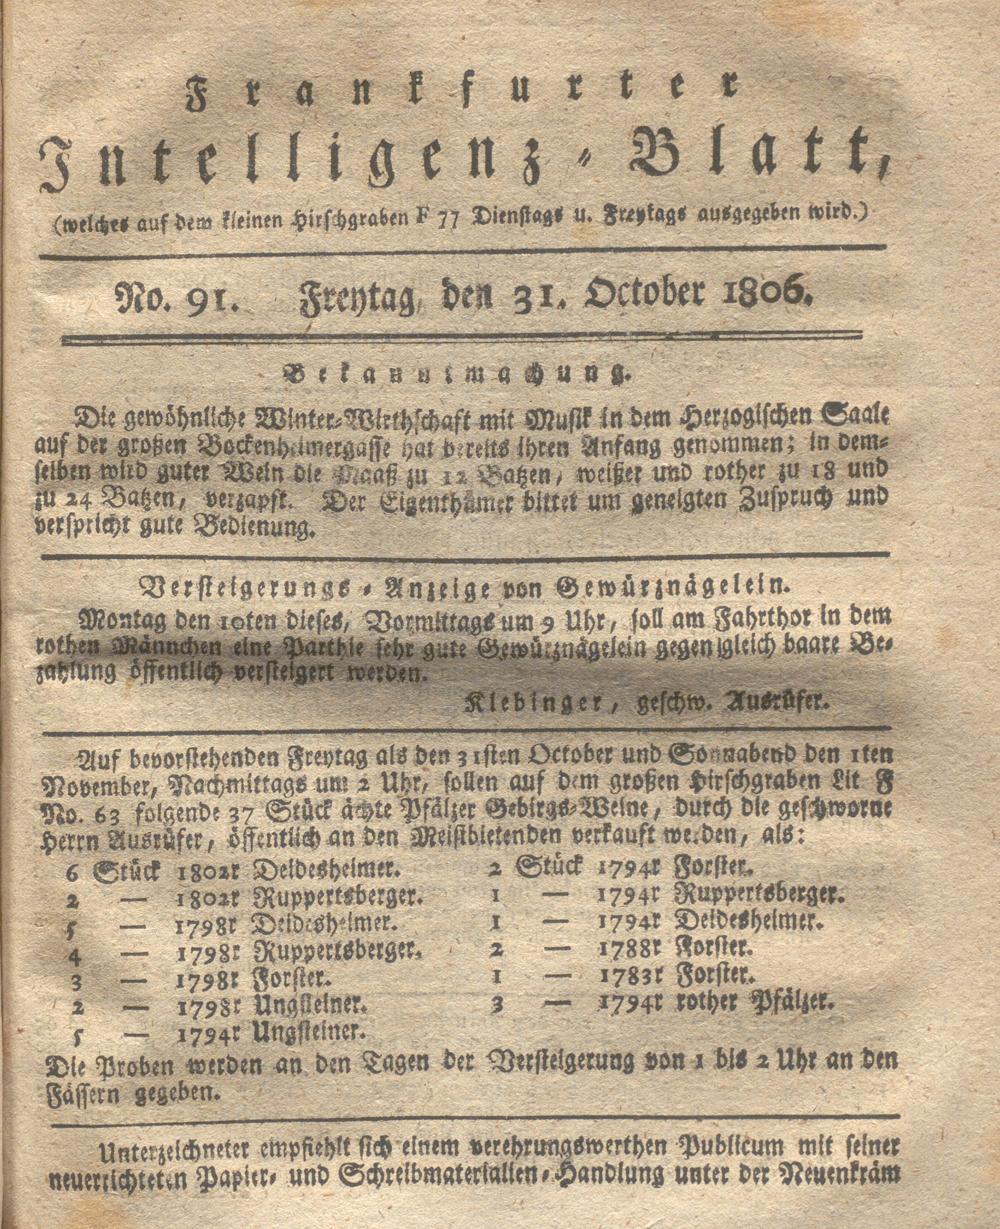 Frankfurter
Intelligenz-Blatt,
(welches auf dem kleinen Hirschgraben F 77 Dienstags u. Freytags ausgegeben wird.)
No. 91. Freytag, den 31. October 1806.
Bekanntmachung.
Die gewöhnliche Winter-Wirthschaft mit Musik in dem Herzogischen Saale
auf der großen Bockenheimergasse hat bereits ihren Anfang genommen; in dem-
selben wird guter Wein die Maaß zu 12 Batzen, weißer und rother zu 18 und
zu 24 Batzen, verzapft. Der Eigenthümer bittet um geneigten Zuspruch und
verspricht gute Bedienung.
Versteigerungs-Anzeige von Gewürznägelein.
Montag den 10ten dieses, Vormittags um 9 Uhr, soll am Fahrthor in dem
rothen Männchen eine Parthie sehr gute Gewürznägelein gegen gleich baare Be-
zahlung öffentlich versteigert werden.
Klebinger, geschw. Ausrüfer.
Auf bevorstehenden Freytag als den 31sten October und Sonnabend den 1ten
November, Nachmittags um 2 Uhr, sollen auf dem großen Hirschgraben Lit F
No. 63 folgende 37 Stück ächte Pfälzer Gebirgs-Weine, durch die geschworne
Herrn Ausrüfer, öffentlich an den Meistbietenden verkauft werden, als:
6 Stück 1802r Deidesheimer. 2 Stück 1794r Forster.
2 — 1802r Ruppertsberger. 1 — 1794r Ruppertsberger.
5 — 1798r Deidesheimer. 1 — 1794r Deidesheimer.
4 — 1798r Ruppertsberger. 2 — 1788r Forster.
3 — 1798r Forster. 1 — 1783r Forster.
2 — 1798r Ungsteiner. 3 — 1794r rother Pfälzer.
5 — 1794r Ungsteiner.
Die Proben werden an den Tagen der Versteigerung von 1 bis 2 Uhr an den
Fässern gegeben.
Unterzeichneter empfiehlt sich einem verehrungswerthen Publicum mit seiner
neuerrichteten Papier- und Schreibmaterialien-Handlung unter der Neuenkräm